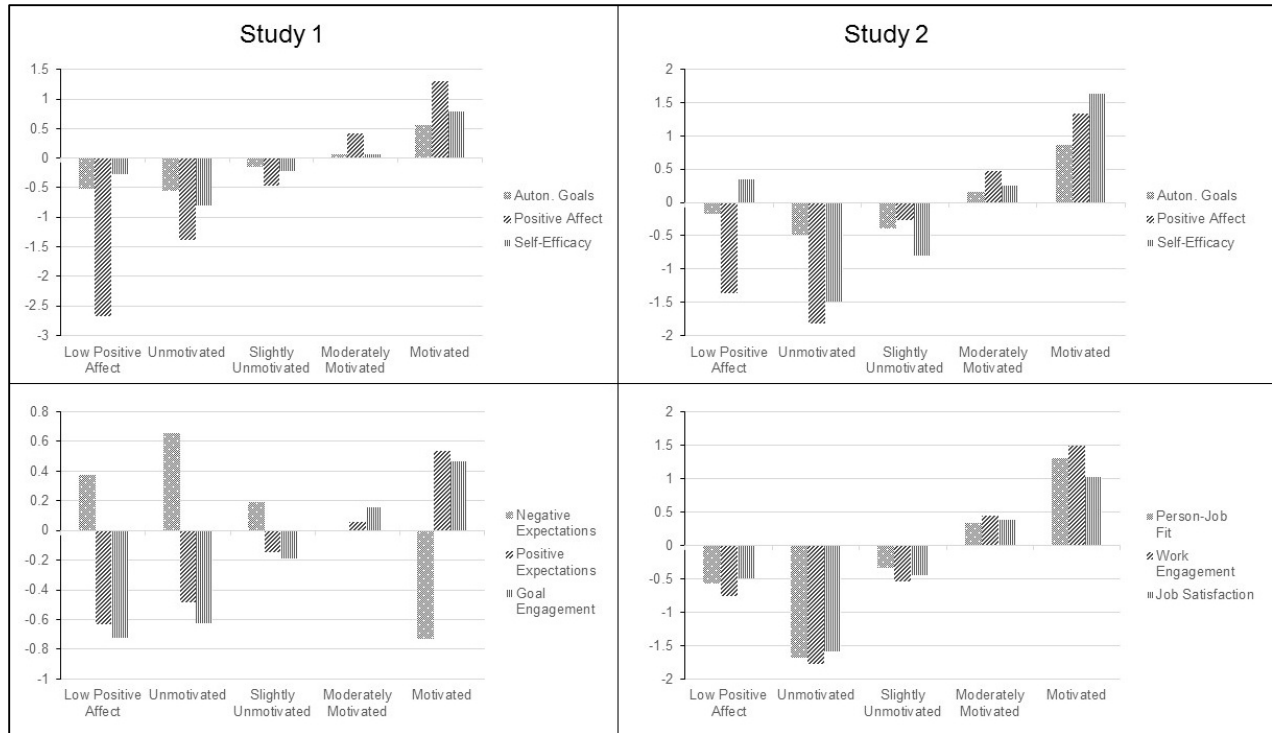 Study 1
1.5
1
0.5
0
-0.5
-1
-1.5
-2
-2.5
-3
Low Positive
Affect
Unmotivated
Slightly
Unmotivated
Moderately
Motivated
Motivated
Auton. Goals
Positive Affect
Self-Efficacy
Study 2
2
1.5
1
0.5
0
-0.5
-1
-1.5
-2
Low Positive
Affect
Unmotivated
Slightly
Unmotivated
Moderately
Motivated
Motivated
Auton. Goals
Positive Affect
Self-Efficacy
0.8
0.6
0.4
0.2
0
-0.2
-0.4
-0.6
-0.8
-1
Low Positive
Affect
Unmotivated
Slightly
Unmotivated
Moderately
Motivated
Motivated
Negative
Expectations
Positive
Expectations
Goal
Engagement
2
1.5
1
0.5
0
-0.5
-1
-1.5
-2
Low Positive
Affect
Unmotivated
Slightly
Unmotivated
Moderately
Motivated
Motivated
Person-Job
Fit
Work
Engagement
Job Satisfaction